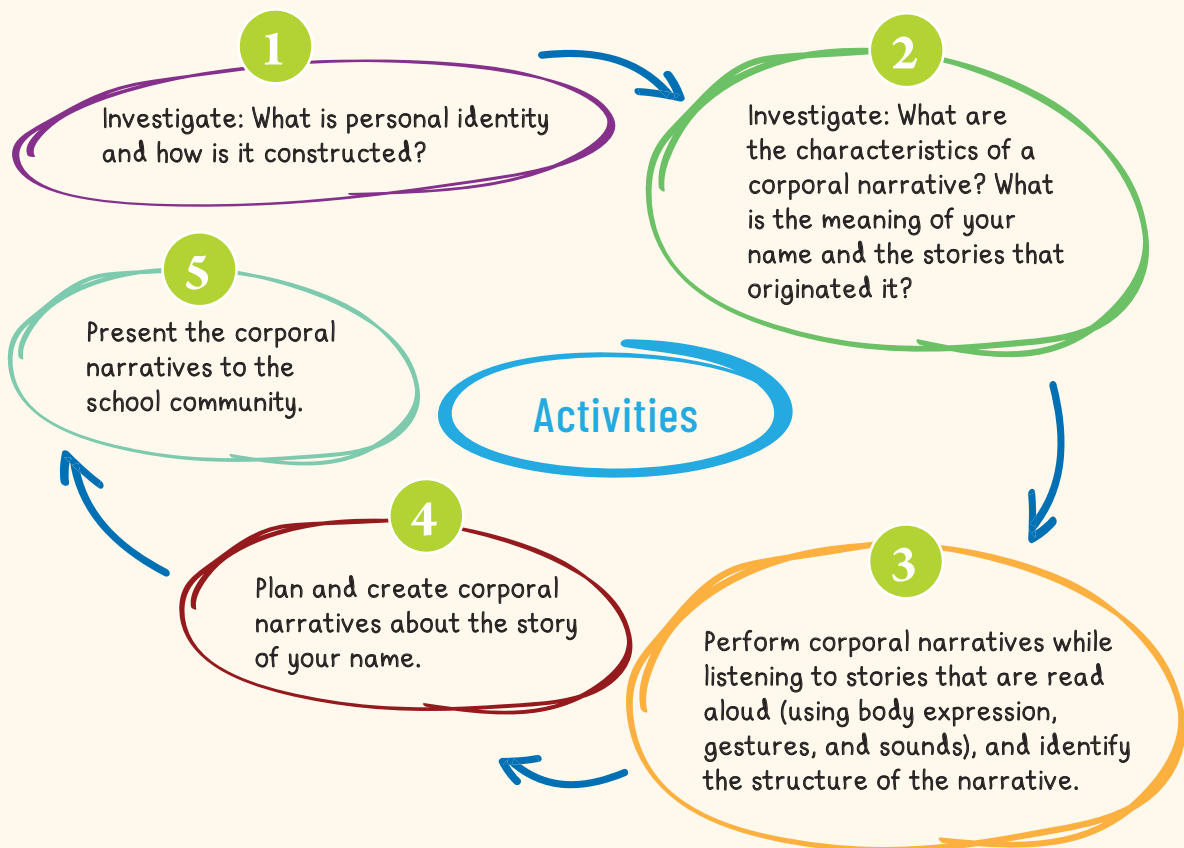 1
Investigate: What is personal identity
and how is it constructed?
2
Investigate: What are
the characteristics of a
corporal narrative? What
is the meaning of your
name and the stories that
originated it?
3
Perform corporal narratives while
listening to stories that are read
aloud (using body expression,
gestures, and sounds), and identify
the structure of the narrative.
4
Plan and create corporal
narratives about the story
of your name.
5
Present the corporal
narratives to the
school community.
Activities